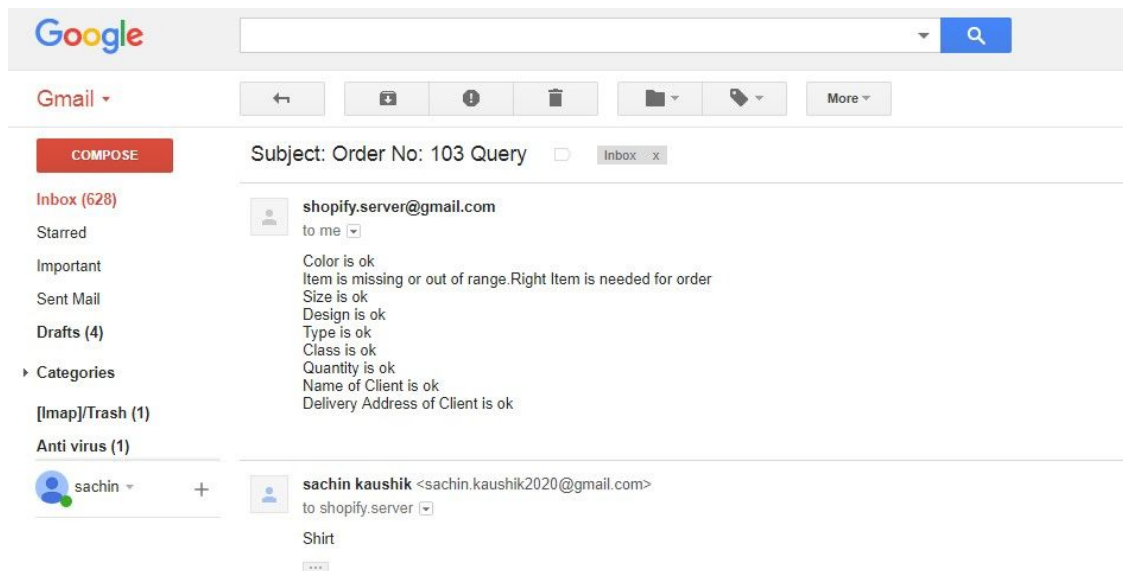 Google
Gmail
More
COMPOSE
Subject: Order No: 103 Query
Inbox x
Inbox (628)
Starred
Important
Sent Mail
Drafts (4)
Categories
[Imap]/Trash (1)
Anti virus (1)
sachin
+
shopify.server@gmail.com
to me
Color is ok
Item is missing or out of range.Right Item is needed for order
Size is ok
Design is ok
Type is ok
Class is ok
Quantity is ok
Name of Client is ok
Delivery Address of Client is ok
sachin kaushik <sachin.kaushik2020@gmail.com>
to shopify.server
Shirt
...